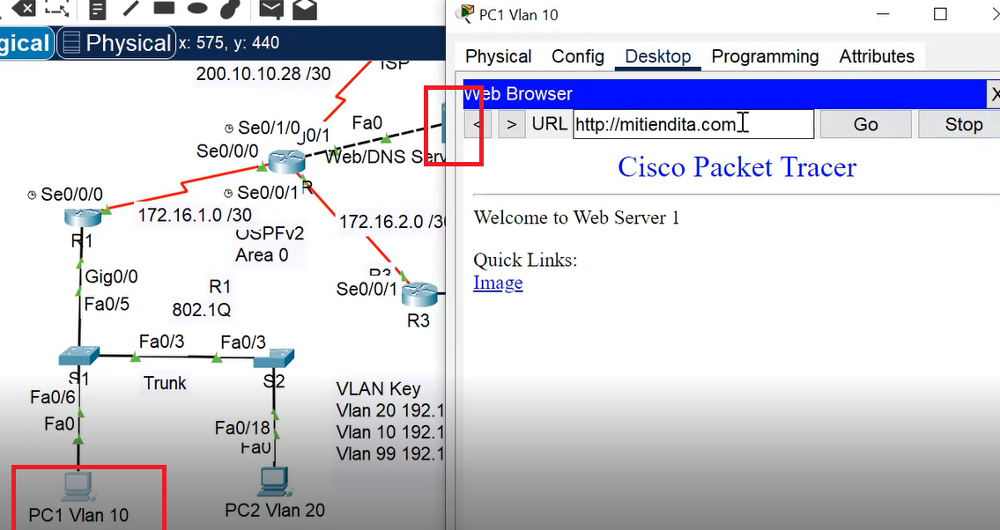 gical Physical x: 575, y: 440
ISP
200.10.10.28 /30
Se0/1/0
0/1
Fa0
Se0/0/0
Web/DNS Serv
Se0/0/0
Se0/0/1
R
172.16.1.0 /30
172.16.2.0 /30
OSPFv2
Area 0
R1
Gig0/0
R3
R1
Se0/0/1
Fa0/5
802.1Q
R3
Fa0/3
Fa0/3
S1
S2
Trunk
Fa0/6
VLAN Key
Vlan 20 192.1
Fa0
Fa0/18
Vlan 10 192.1
Fa0
Vlan 99 192.1
PC1 Vlan 10
PC2 Vlan 20
PC1 Vlan 10
Physical Config Desktop Programming Attributes
Web Browser X
< > URL http://mitiendita.com Go Stop
Cisco Packet Tracer
Welcome to Web Server 1
Quick Links:
Image